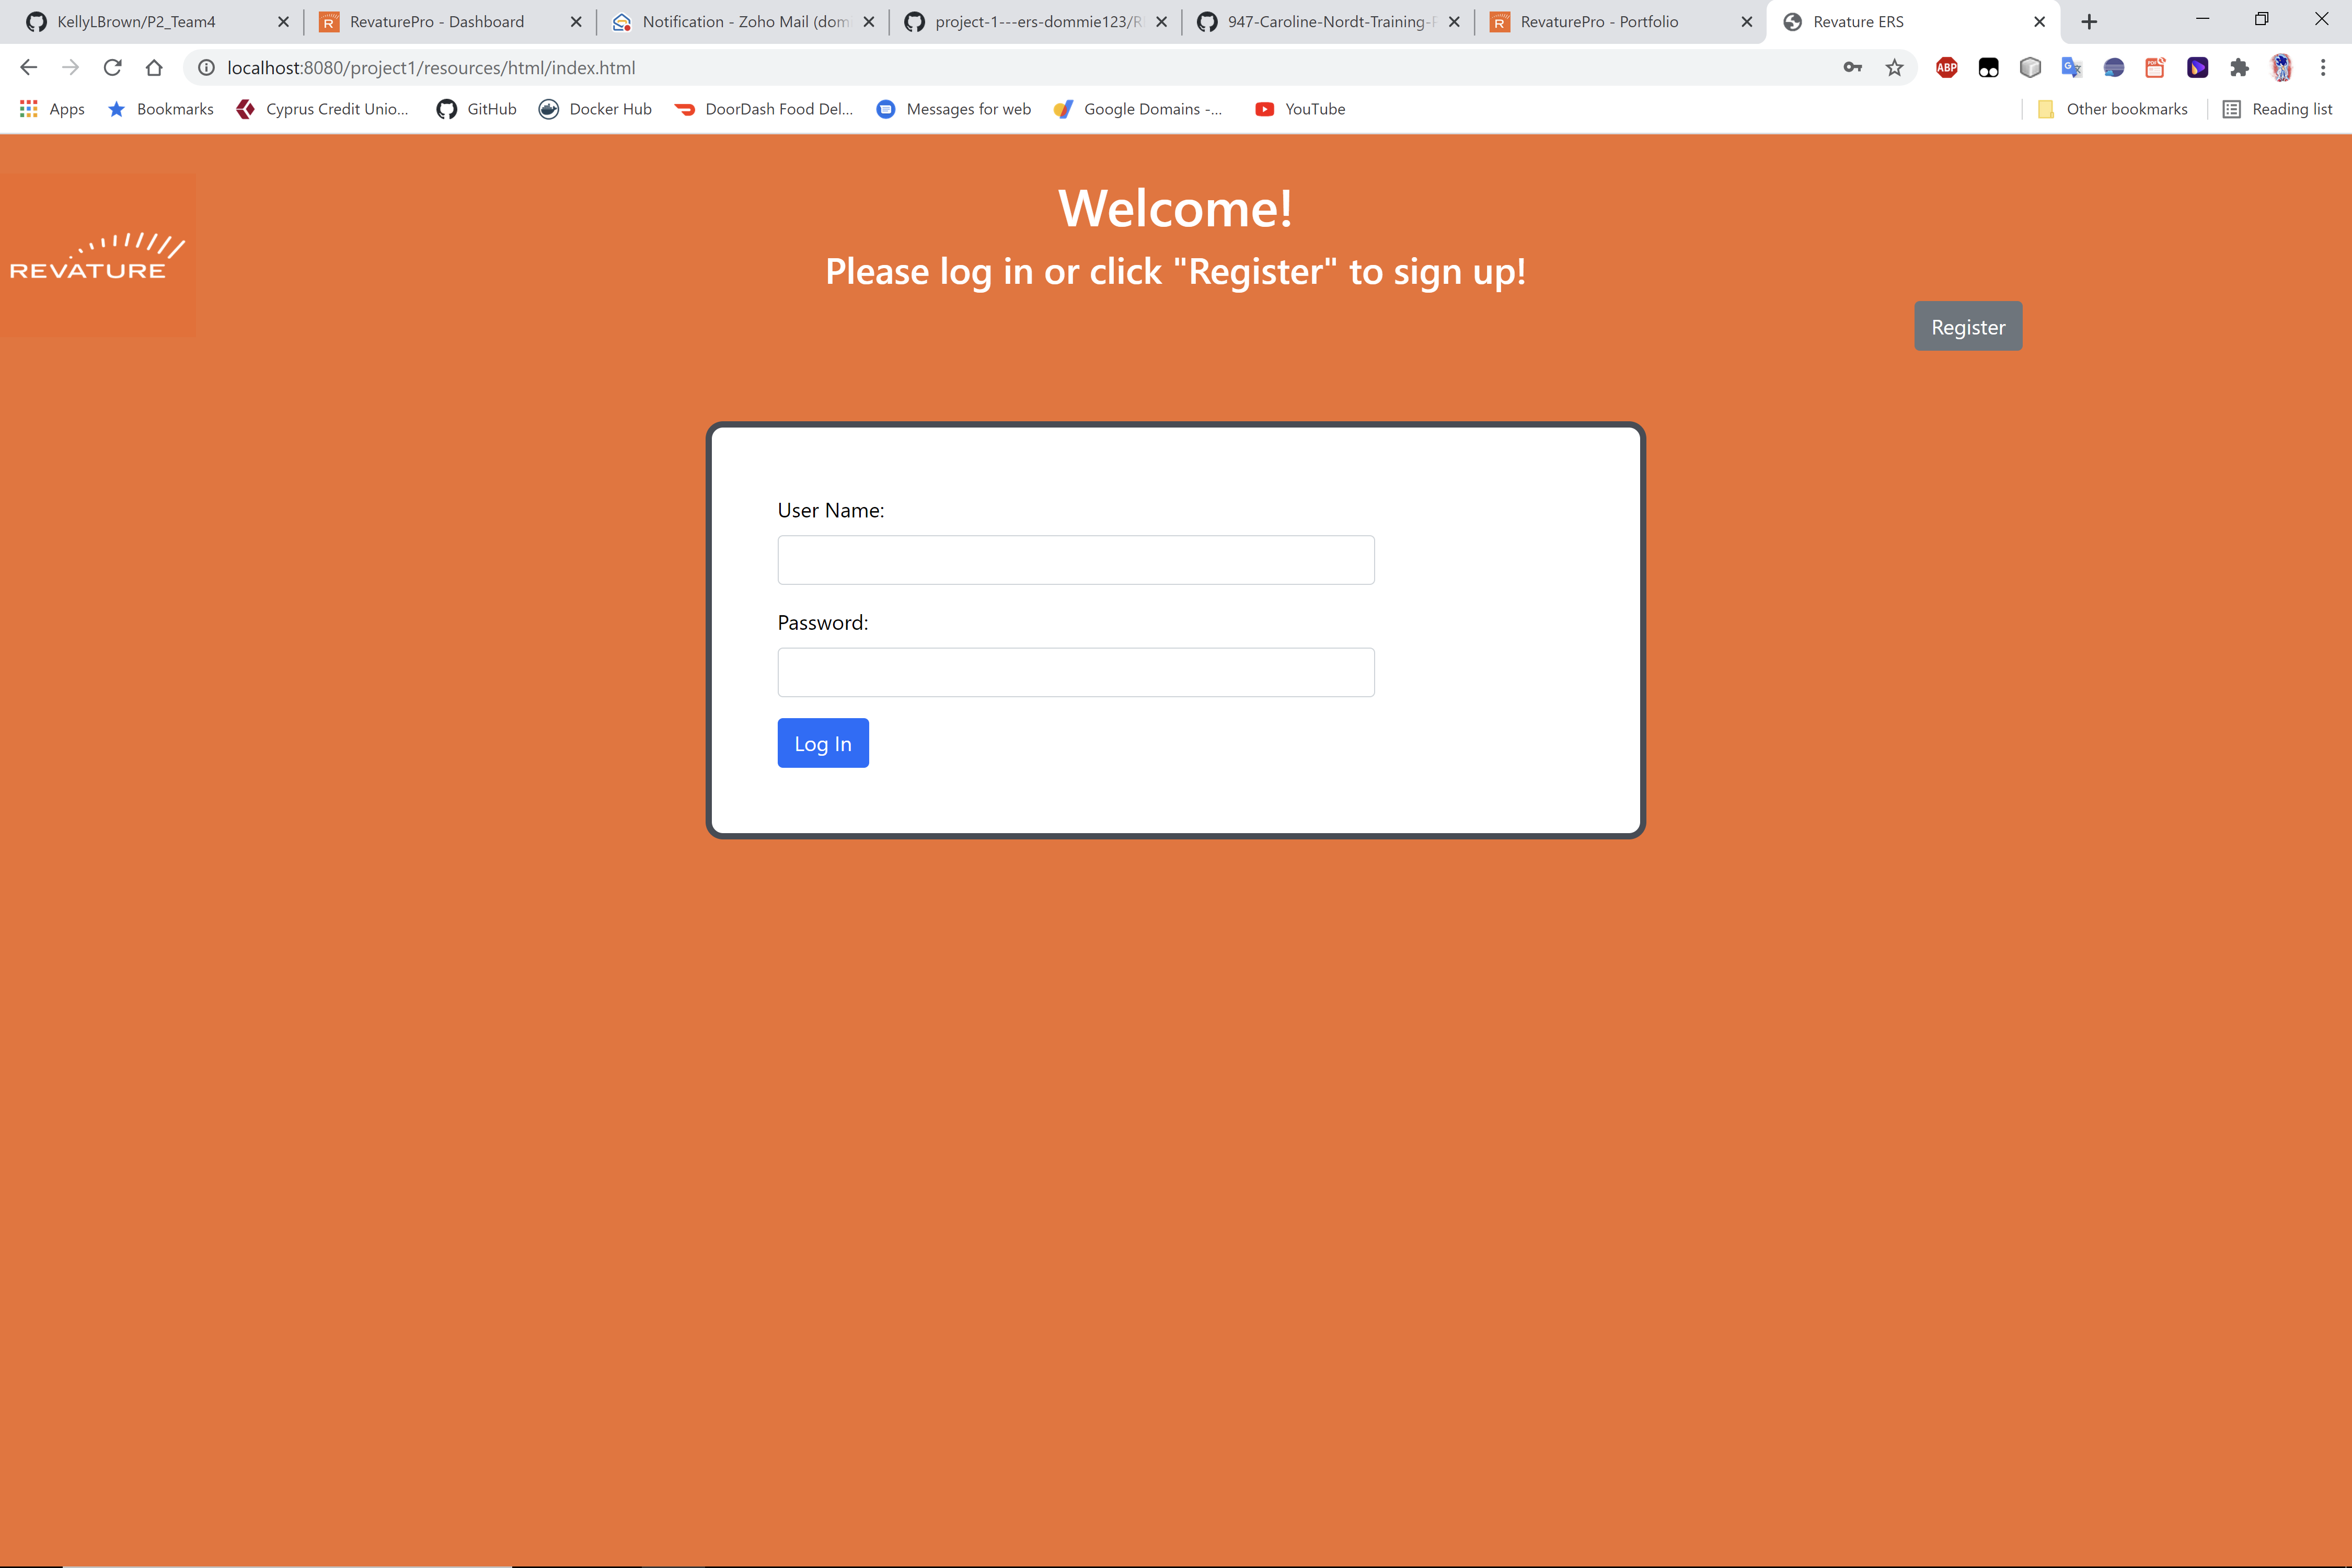 KellyLBrown/P2_Team4
RevaturePro - Dashboard
Notification - Zoho Mail (dom
project-1---ers-dommie123/R
947-Caroline-Nordt-Training-
RevaturePro - Portfolio
Revature ERS
localhost:8080/project1/resources/html/index.html
ABP
Apps
Bookmarks
Cyprus Credit Unio...
GitHub
Docker Hub
DoorDash Food Del...
Messages for web
Google Domains -...
YouTube
Other bookmarks
Reading list
REVATURE
Welcome!
Please log in or click "Register" to sign up!
Register
User Name:
Password:
Log In